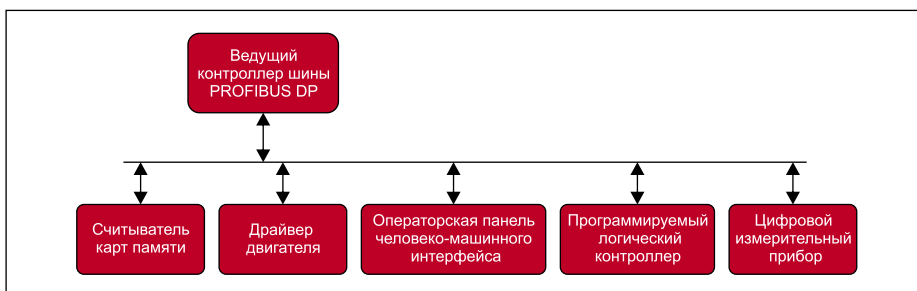 Ведущий
контроллер шины
PROFIBUS DP
Считыватель
карт памяти
Драйвер
двигателя
Операторская панель
человеко-машинного
интерфейса
Программируемый
логический
контроллер
Цифровой
измерительный
прибор